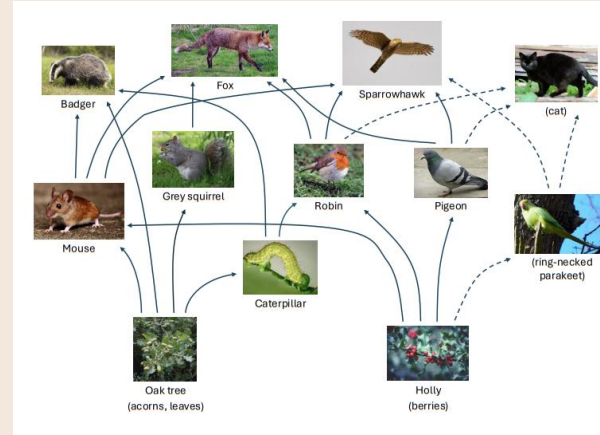 Badger
Fox
Sparrowhawk
(cat)
Grey squirrel
Robin
Pigeon
Mouse
Caterpillar
(ring-necked
parakeet)
Oak tree
(acorns, leaves)
Holly
(berries)